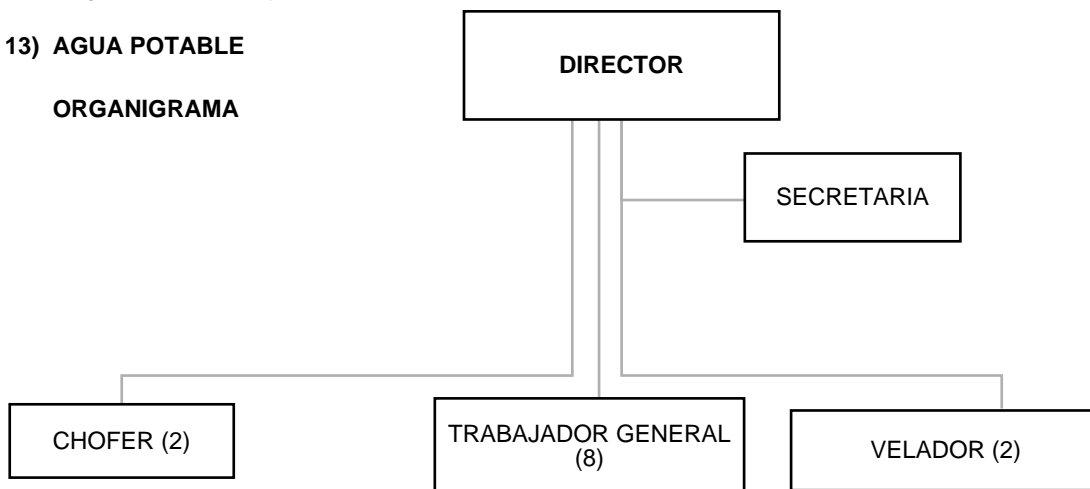 13) AGUA POTABLE
ORGANIGRAMA
DIRECTOR
SECRETARIA
CHOFER (2)
TRABAJADOR GENERAL
(8)
VELADOR (2)